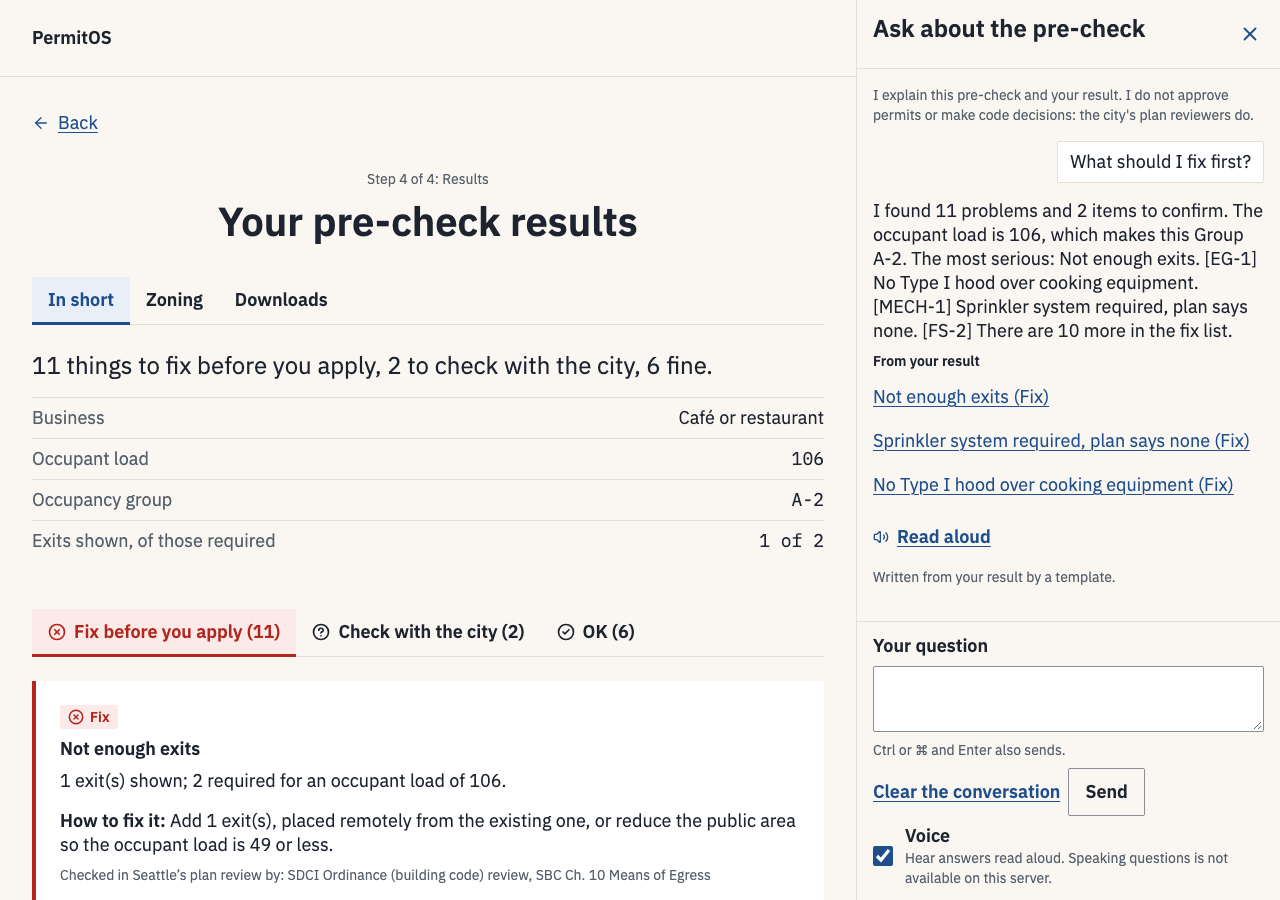 PermitOS
Back
Step 4 of 4: Results
Your pre-check results
In short
Zoning
Downloads
11 things to fix before you apply, 2 to check with the city, 6 fine.
Business
Café or restaurant
Occupant load
106
Occupancy group
A-2
Exits shown, of those required
1 of 2
Fix before you apply (11)
Check with the city (2)
OK (6)
Fix
Not enough exits
1 exit(s) shown; 2 required for an occupant load of 106.
How to fix it: Add 1 exit(s), placed remotely from the existing one, or reduce the public area
so the occupant load is 49 or less.
Checked in Seattle’s plan review by: SDCI Ordinance (building code) review, SBC Ch. 10 Means of Egress
Ask about the pre-check
I explain this pre-check and your result. I do not approve
permits or make code decisions: the city's plan reviewers do.
What should I fix first?
I found 11 problems and 2 items to confirm. The
occupant load is 106, which makes this Group
A-2. The most serious: Not enough exits. [EG-1]
No Type I hood over cooking equipment.
[MECH-1] Sprinkler system required, plan says
none. [FS-2] There are 10 more in the fix list.
From your result
Not enough exits (Fix)
Sprinkler system required, plan says none (Fix)
No Type I hood over cooking equipment (Fix)
Read aloud
Written from your result by a template.
Your question
Ctrl or ⌘ and Enter also sends.
Clear the conversation
Send
Voice
Hear answers read aloud. Speaking questions is not
available on this server.